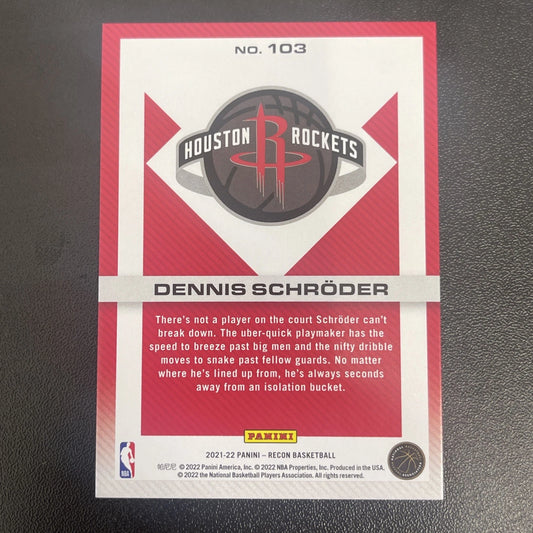 NO. 103
HOUSTON R ROCKETS
DENNIS SCHRÖDER
There's not a player on the court Schröder can't
break down. The uber-quick playmaker has the
speed to breeze past big men and the nifty dribble
moves to snake past fellow guards. No matter
where he's lined up from, he's always seconds
away from an isolation bucket.
PANINI
2021-22 PANINI – RECON BASKETBALL
帕尼尼 © 2022 Panini America, Inc. © 2022 NBA Properties, Inc. Produced in the USA.
© 2022 the National Basketball Players Association. All rights reserved.
NBA